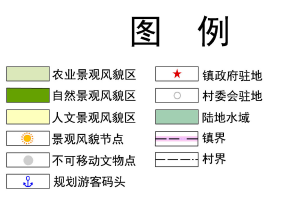 图 例
农业景观风貌区
自然景观风貌区
人文景观风貌区
景观风貌节点
不可移动文物点
规划游客码头
镇政府驻地
村委会驻地
陆地水域
镇界
村界